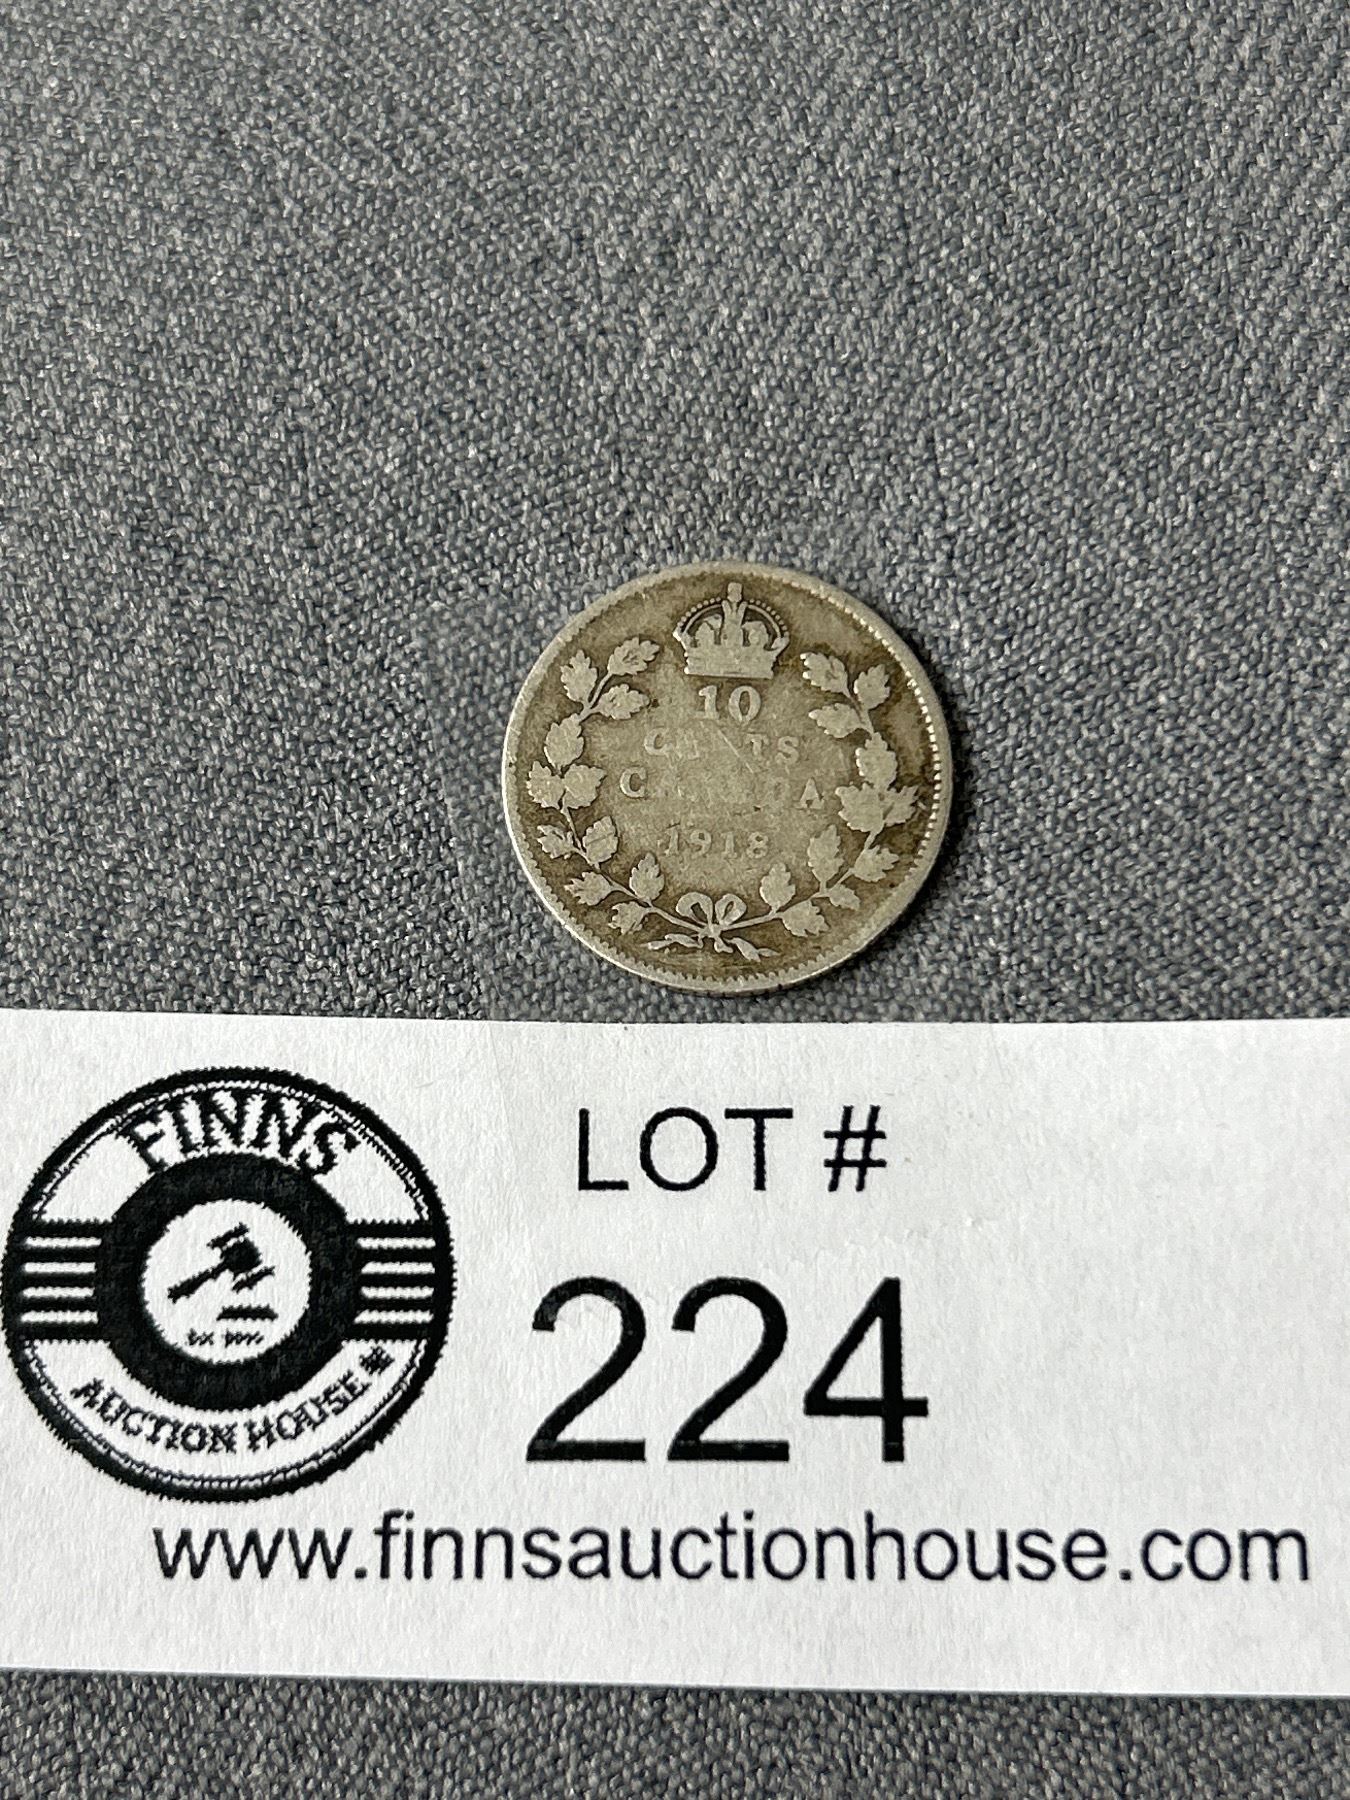 10
CENTS
CANADA
1918
FINNS
AUCTION HOUSE
LOT #
224
www.finnsauctionhouse.com